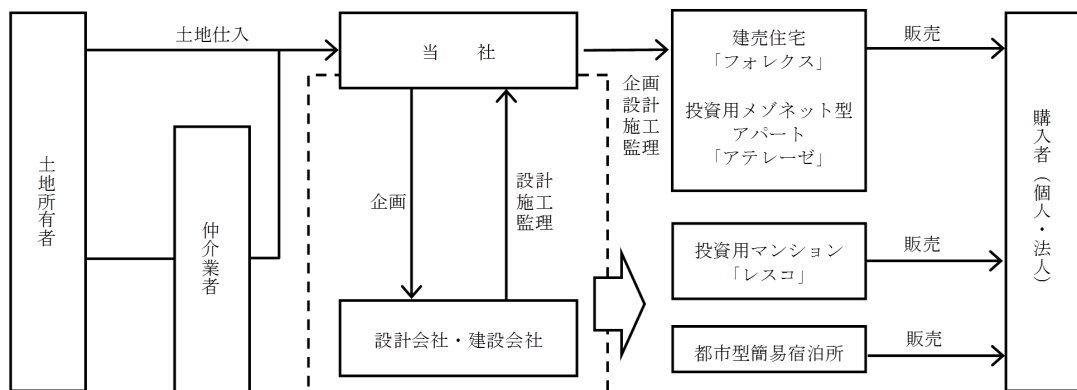 土地所有者
土地仕入
仲介業者
当　　社
企画
設計
施工
監理
設計会社・建設会社
企画
設計
施工
監理
建売住宅
「フォレクス」
投資用メゾネット型
アパート
「アテレーゼ」
販売
投資用マンション
「レスコ」
販売
都市型簡易宿泊所
販売
購入者（個人・法人）